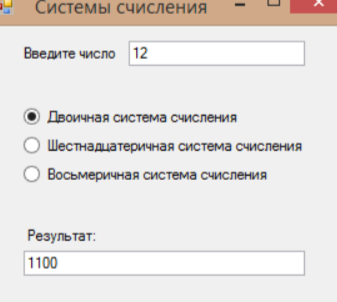 Системы счисления
Введите число 12
Двоичная система счисления
Шестнадцатеричная система счисления
Восьмеричная система счисления
Результат:
1100